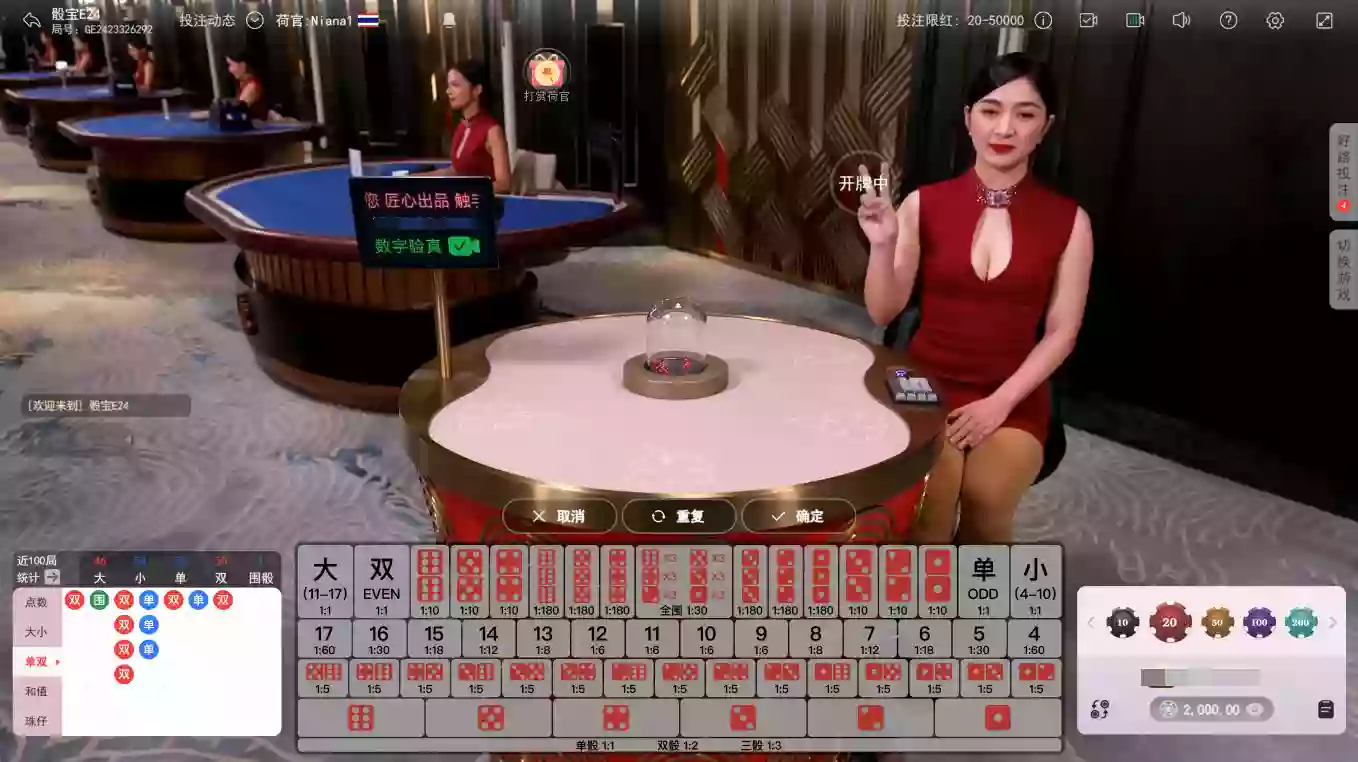 骰宝E24
局号: GE2423326292
投注动态
荷官:Niana1
投注限红: 20-50000
打赏荷官
好路投注
4
切换游戏
开牌中
您 匠心出品 触手
数字验真
[欢迎来到] 骰宝E24
取消
重复
确定
近100局
统计
46
大 小 单 双 围骰
点数
大小
单双
和值
珠仔
双 围 双 单 双 单 双
双 单
双 单
双
大 双 单 小
(11-17) EVEN ODD (4-10)
X3 X3
X3 X3
X3 X3
1:1 1:1 1:10 1:10 1:10 1:180 1:180 1:180 全围 1:30 1:180 1:180 1:180 1:10 1:10 1:10 1:1 1:1
17 16 15 14 13 12 11 10 9 8 7 6 5 4
1:60 1:30 1:18 1:12 1:8 1:6 1:6 1:6 1:6 1:8 1:12 1:18 1:30 1:60
1:5 1:5 1:5 1:5 1:5 1:5 1:5 1:5 1:5 1:5 1:5 1:5 1:5 1:5 1:5
单骰 1:1 双骰 1:2 三骰 1:3
10 20 50 100 200
2,000.00